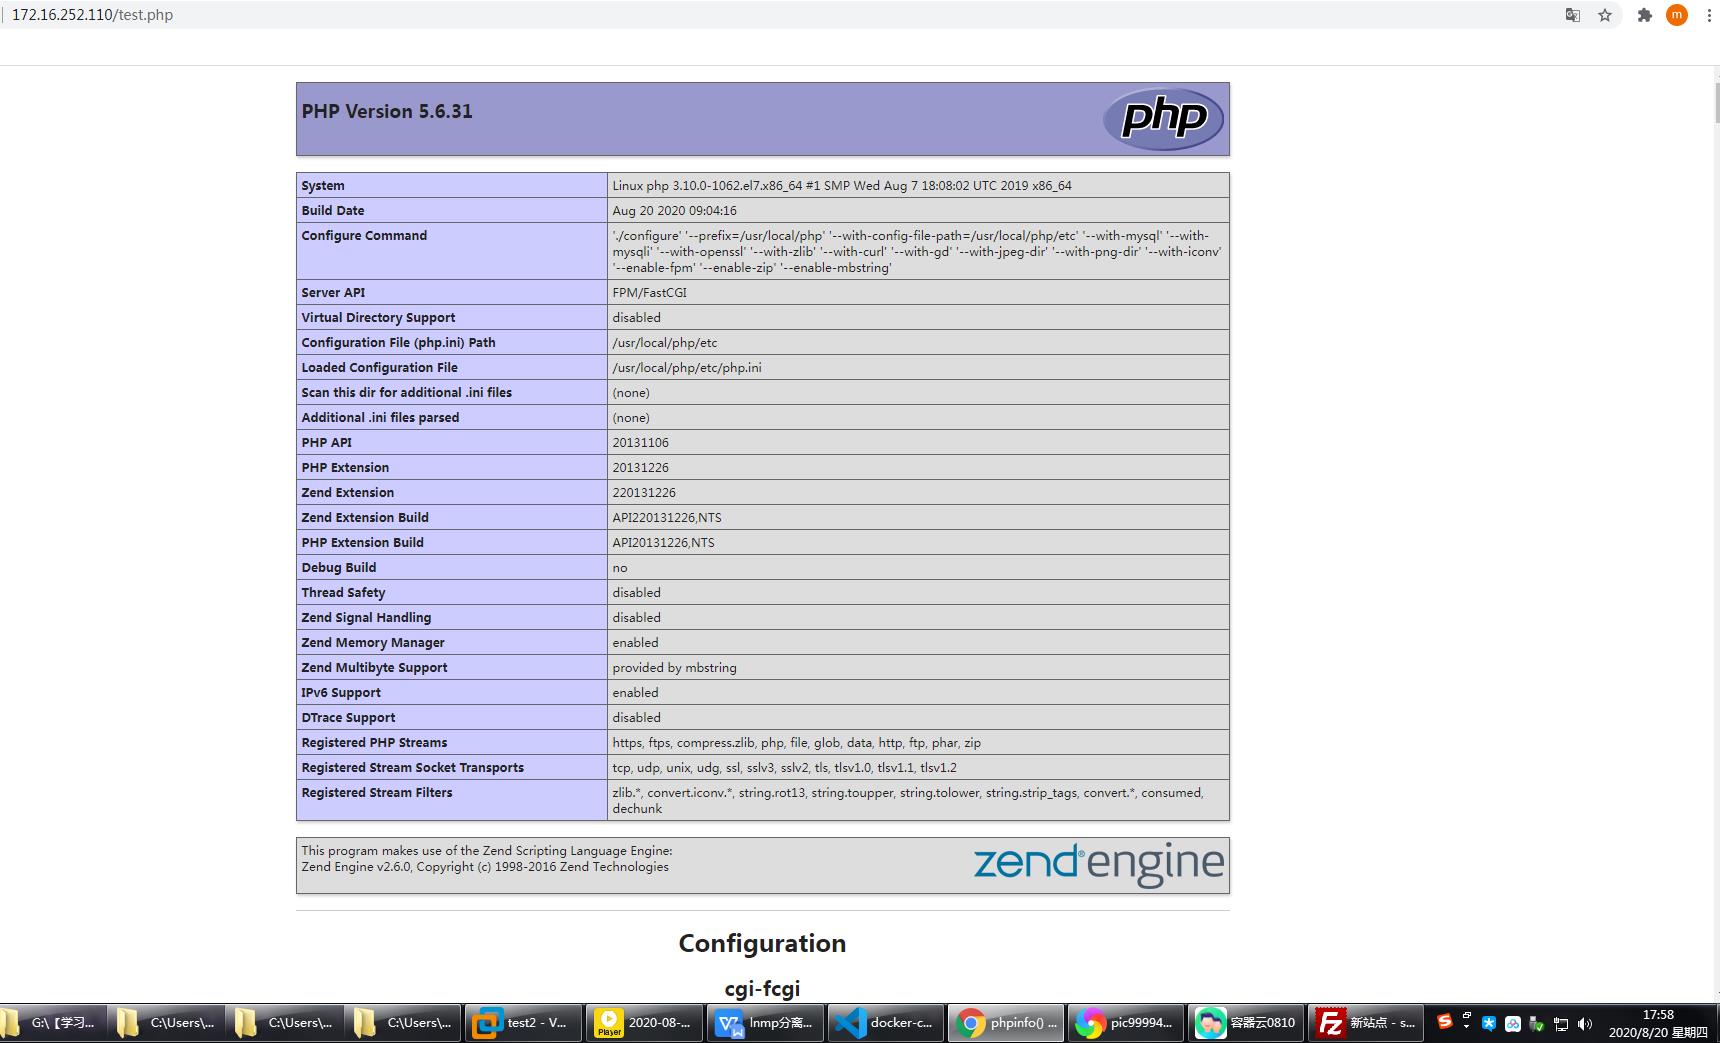 172.16.252.110/test.php
m
PHP Version 5.6.31
php
System Linux php 3.10.0-1062.el7.x86_64 #1 SMP Wed Aug 7 18:08:02 UTC 2019 x86_64
Build Date Aug 20 2020 09:04:16
Configure Command './configure' '--prefix=/usr/local/php' '--with-config-file-path=/usr/local/php/etc' '--with-mysql' '--with-
mysqli' '--with-openssl' '--with-zlib' '--with-curl' '--with-gd' '--with-jpeg-dir' '--with-png-dir' '--with-iconv'
'--enable-fpm' '--enable-zip' '--enable-mbstring'
Server API FPM/FastCGI
Virtual Directory Support disabled
Configuration File (php.ini) Path /usr/local/php/etc
Loaded Configuration File /usr/local/php/etc/php.ini
Scan this dir for additional .ini files (none)
Additional .ini files parsed (none)
PHP API 20131106
PHP Extension 20131226
Zend Extension 220131226
Zend Extension Build API220131226,NTS
PHP Extension Build API20131226,NTS
Debug Build no
Thread Safety disabled
Zend Signal Handling disabled
Zend Memory Manager enabled
Zend Multibyte Support provided by mbstring
IPv6 Support enabled
DTrace Support disabled
Registered PHP Streams https, ftps, compress.zlib, php, file, glob, data, http, ftp, phar, zip
Registered Stream Socket Transports tcp, udp, unix, udg, ssl, sslv3, sslv2, tls, tlsv1.0, tlsv1.1, tlsv1.2
Registered Stream Filters zlib.*, convert.iconv.*, string.rot13, string.toupper, string.tolower, string.strip_tags, convert.*, consumed,
dechunk
This program makes use of the Zend Scripting Language Engine:
Zend Engine v2.6.0, Copyright (c) 1998-2016 Zend Technologies
zend® engine
Configuration
cgi-fcgi
G:\【学习... C:\Users\... C:\Users\... C:\Users\... test2 - V... Player 2020-08-... lnmp分离... docker-c... phpinfo() ... pic99994... 容器云0810 新站点 - s...
17:58
2020/8/20 星期四